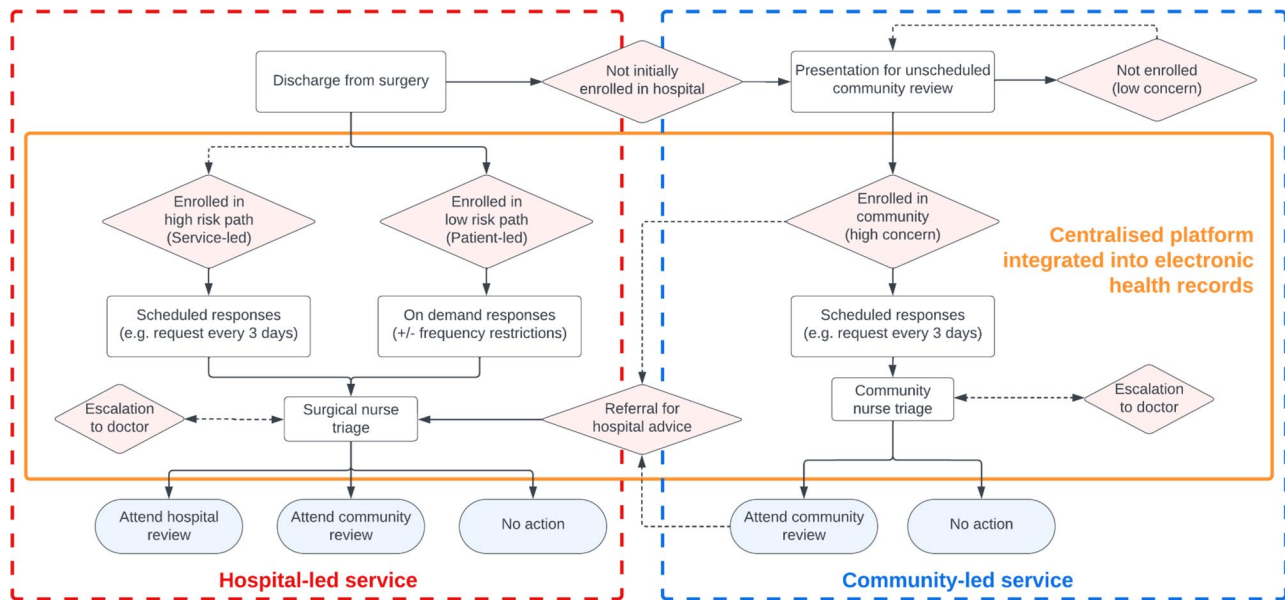 Discharge from surgery
Not initially
enrolled in hospital
Presentation for unscheduled
community review
Not enrolled
(low concern)
Enrolled in
high risk path
(Service-led)
Enrolled in
low risk path
(Patient-led)
Enrolled in
community
(high concern)
Centralised platform
integrated into electronic
health records
Scheduled responses
(e.g. request every 3 days)
On demand responses
(+/- frequency restrictions)
Scheduled responses
(e.g. request every 3 days)
Escalation
to doctor
Surgical nurse
triage
Referral for
hospital advice
Community
nurse triage
Escalation
to doctor
Attend hospital
review
Attend community
review
No action
Attend community
review
No action
Hospital-led service
Community-led service